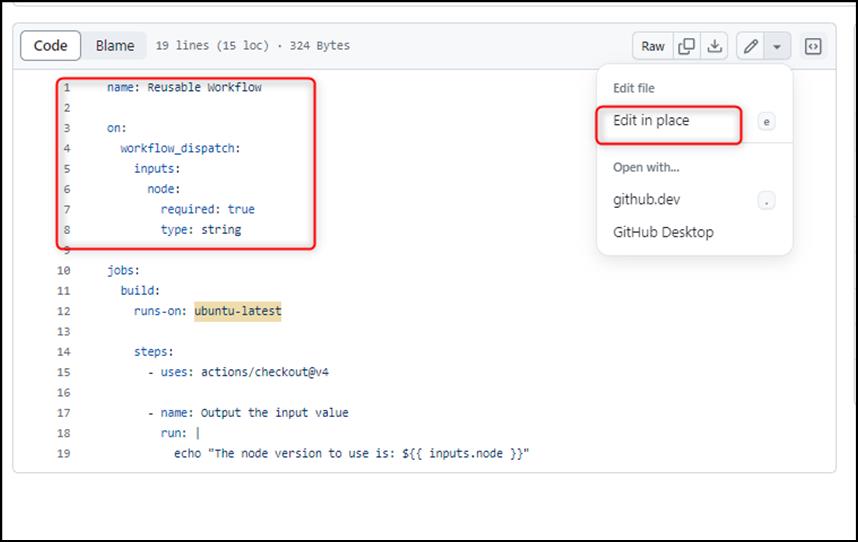 Code Blame 19 lines (15 loc) · 324 Bytes Raw
Edit file
Edit in place e
Open with...
github.dev .
GitHub Desktop
1 name: Reusable Workflow
2
3 on:
4 workflow_dispatch:
5 inputs:
6 node:
7 required: true
8 type: string
9
10 jobs:
11 build:
12 runs-on: ubuntu-latest
13
14 steps:
15 - uses: actions/checkout@v4
16
17 - name: Output the input value
18 run: |
19 echo "The node version to use is: ${{ inputs.node }}"